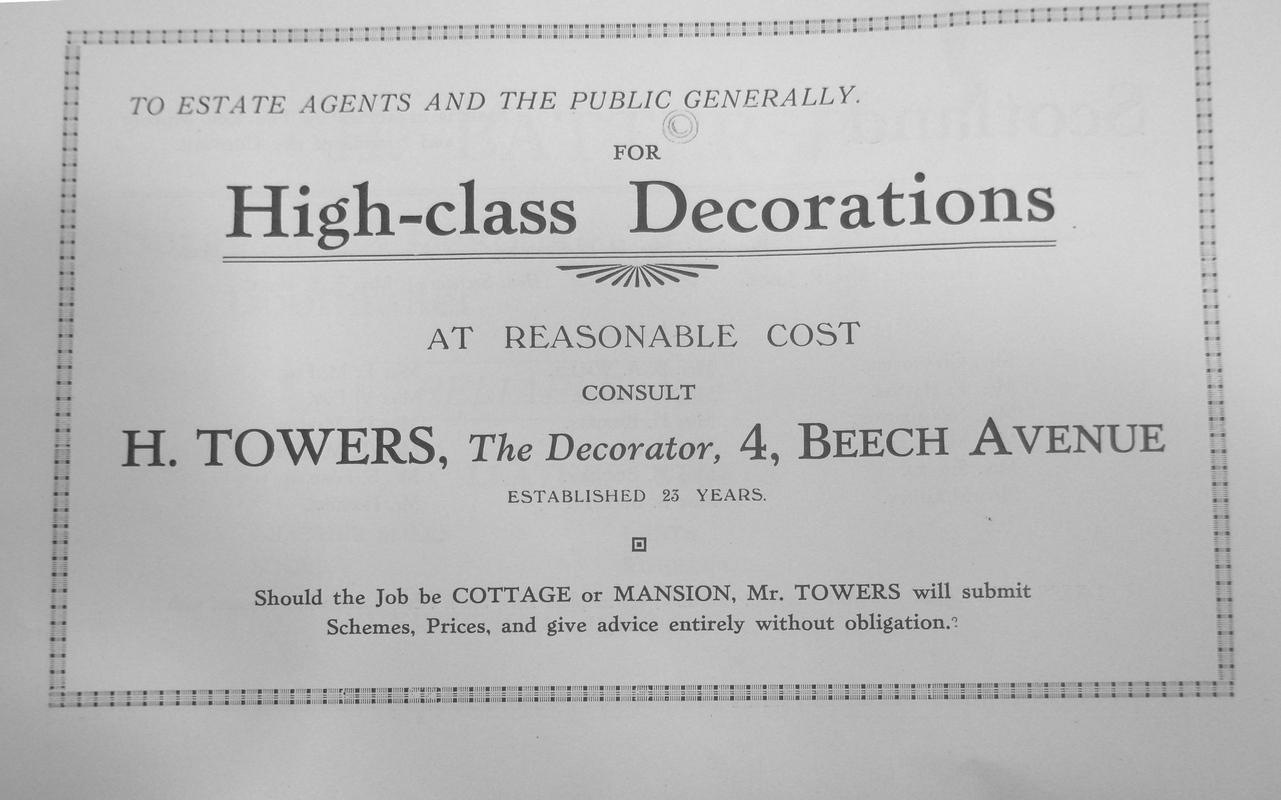 TO ESTATE AGENTS AND THE PUBLIC GENERALLY.
©
FOR
High-class Decorations
AT REASONABLE COST
CONSULT
H. TOWERS, The Decorator, 4, BEECH AVENUE
ESTABLISHED 23 YEARS.
Should the Job be COTTAGE or MANSION, Mr. TOWERS will submit
Schemes, Prices, and give advice entirely without obligation.?